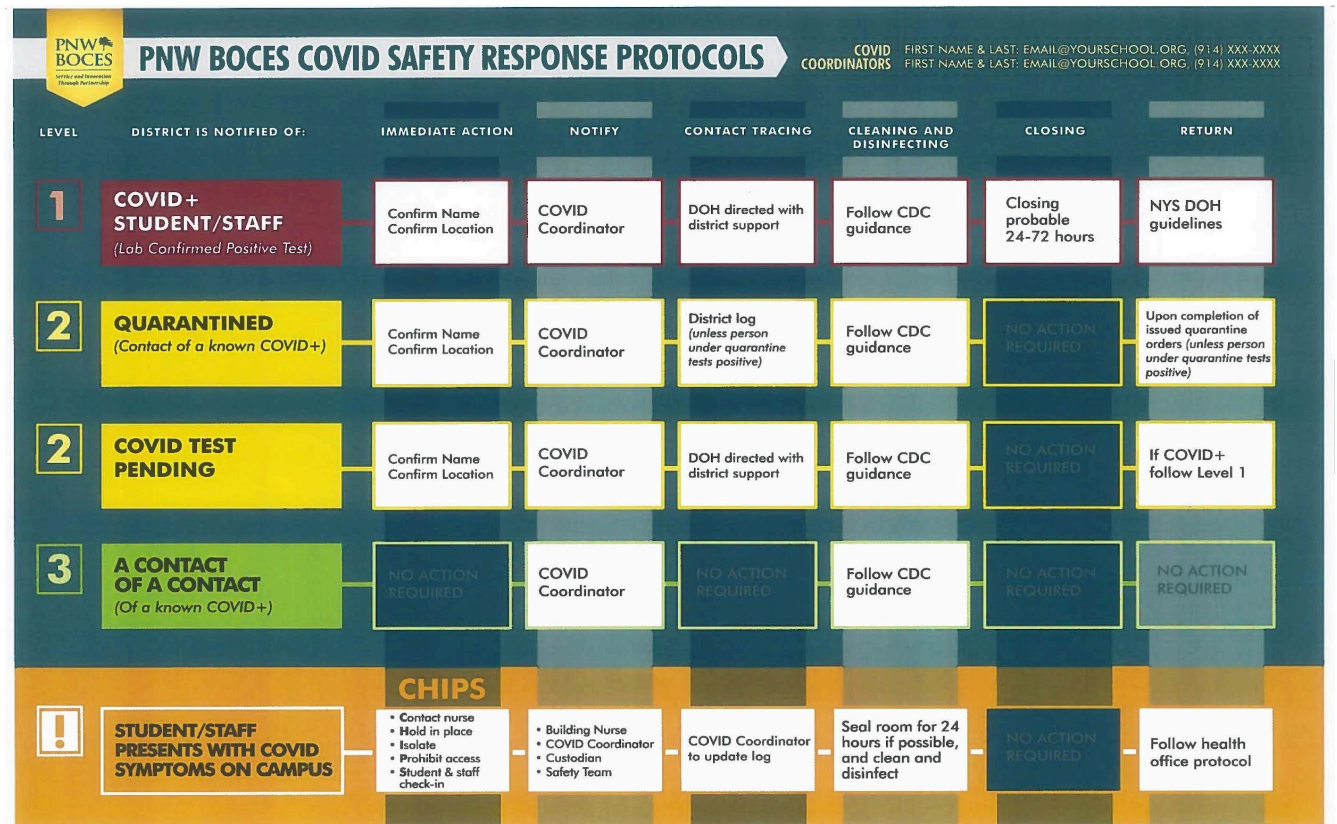 PNW
BOCES
Service and Innovation
Through Partnership
PNW BOCES COVID SAFETY RESPONSE PROTOCOLS
COVID
COORDINATORS
FIRST NAME & LAST: EMAIL@YOURSCHOOL.ORG, (914) XXX-XXXX
FIRST NAME & LAST: EMAIL@YOURSCHOOL.ORG, (914) XXX-XXXX
LEVEL
DISTRICT IS NOTIFIED OF:
IMMEDIATE ACTION
NOTIFY
CONTACT TRACING
CLEANING AND
DISINFECTING
CLOSING
RETURN
1
COVID+
STUDENT/STAFF
(Lab Confirmed Positive Test)
Confirm Name
Confirm Location
COVID
Coordinator
DOH directed with
district support
Follow CDC
guidance
Closing
probable
24-72 hours
NYS DOH
guidelines
2
QUARANTINED
(Contact of a known COVID+)
Confirm Name
Confirm Location
COVID
Coordinator
District log
(unless person
under quarantine
tests positive)
Follow CDC
guidance
NO ACTION
REQUIRED
Upon completion of
issued quarantine
orders (unless person
under quarantine tests
positive)
2
COVID TEST
PENDING
Confirm Name
Confirm Location
COVID
Coordinator
DOH directed with
district support
Follow CDC
guidance
NO ACTION
REQUIRED
If COVID+
follow Level 1
3
A CONTACT
OF A CONTACT
(Of a known COVID+)
NO ACTION
REQUIRED
COVID
Coordinator
NO ACTION
REQUIRED
Follow CDC
guidance
NO ACTION
REQUIRED
NO ACTION
REQUIRED
!
STUDENT/STAFF
PRESENTS WITH COVID
SYMPTOMS ON CAMPUS
CHIPS
• Contact nurse
• Hold in place
• Isolate
• Prohibit access
• Student & staff
check-in
• Building Nurse
• COVID Coordinator
• Custodian
• Safety Team
COVID Coordinator
to update log
Seal room for 24
hours if possible,
and clean and
disinfect
NO ACTION
REQUIRED
Follow health
office protocol